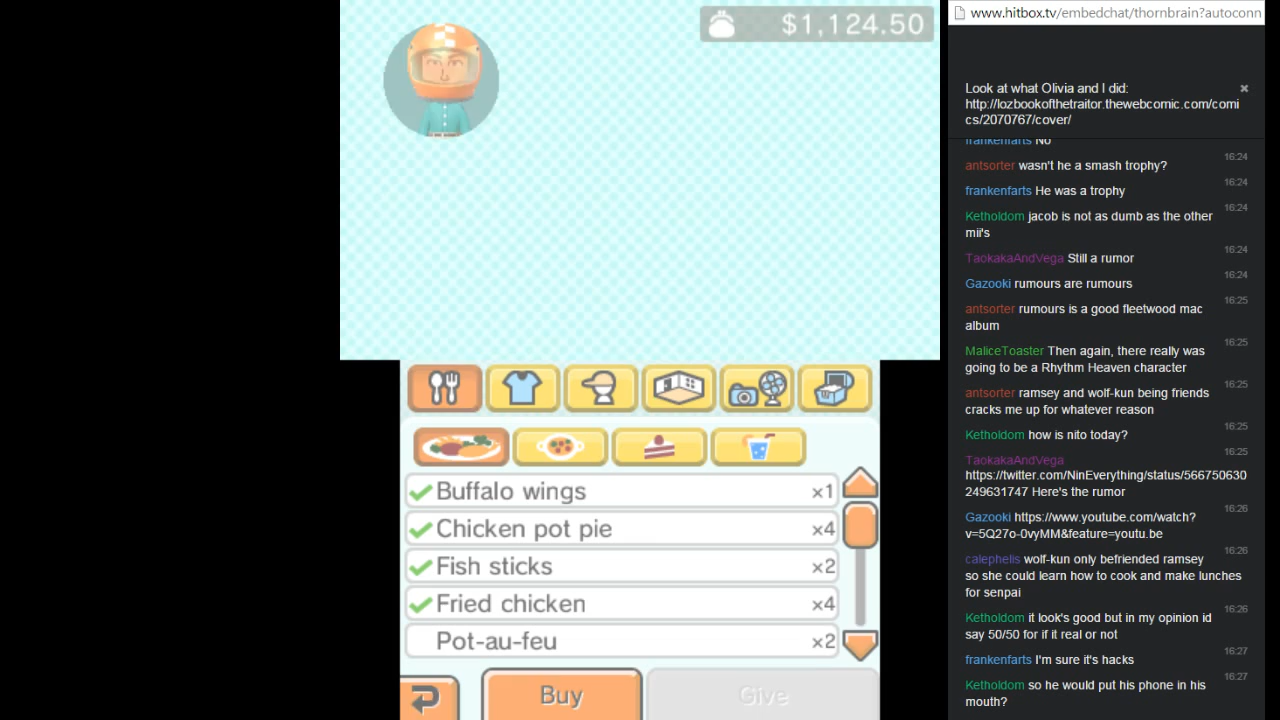 $1,124.50
Buffalo wings ×1
Chicken pot pie ×4
Fish sticks ×2
Fried chicken ×4
Pot-au-feu ×2
Buy
Give
www.hitbox.tv/embedchat/thornbrain?autoconn
Look at what Olivia and I did:
http://lozbookofthetraitor.thewebcomic.com/comi
cs/2070767/cover/
frankenfarts No
16:24
antsorter wasn't he a smash trophy?
16:24
frankenfarts He was a trophy
16:24
Ketholdom jacob is not as dumb as the other
mii's
16:24
TaokakaAndVega Still a rumor
16:24
Gazooki rumours are rumours
16:25
antsorter rumours is a good fleetwood mac
album
16:25
MaliceToaster Then again, there really was
going to be a Rhythm Heaven character
16:25
antsorter ramsey and wolf-kun being friends
cracks me up for whatever reason
16:25
Ketholdom how is nito today?
16:25
TaokakaAndVega
https://twitter.com/NinEverything/status/566750630
249631747 Here's the rumor
16:26
Gazooki https://www.youtube.com/watch?
v=5Q27o-0vyMM&feature=youtu.be
16:26
calephelis wolf-kun only befriended ramsey
so she could learn how to cook and make lunches
for senpai
16:26
Ketholdom it look's good but in my opinion id
say 50/50 for if it real or not
16:27
frankenfarts I'm sure it's hacks
16:27
Ketholdom so he would put his phone in his
mouth?